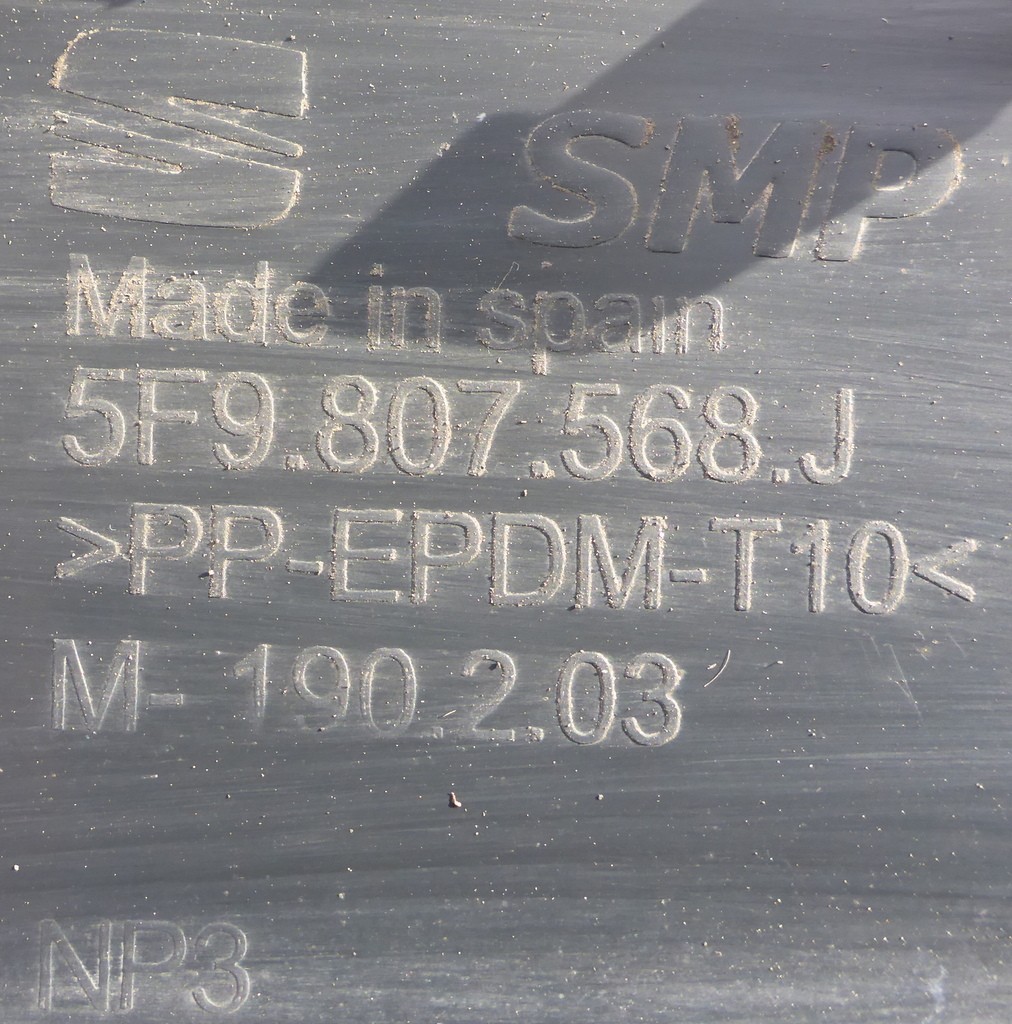 SMP
Made in spain
5F9.807.568.J
>PP-EPDM-T10<
M- 190.2.03
NP3